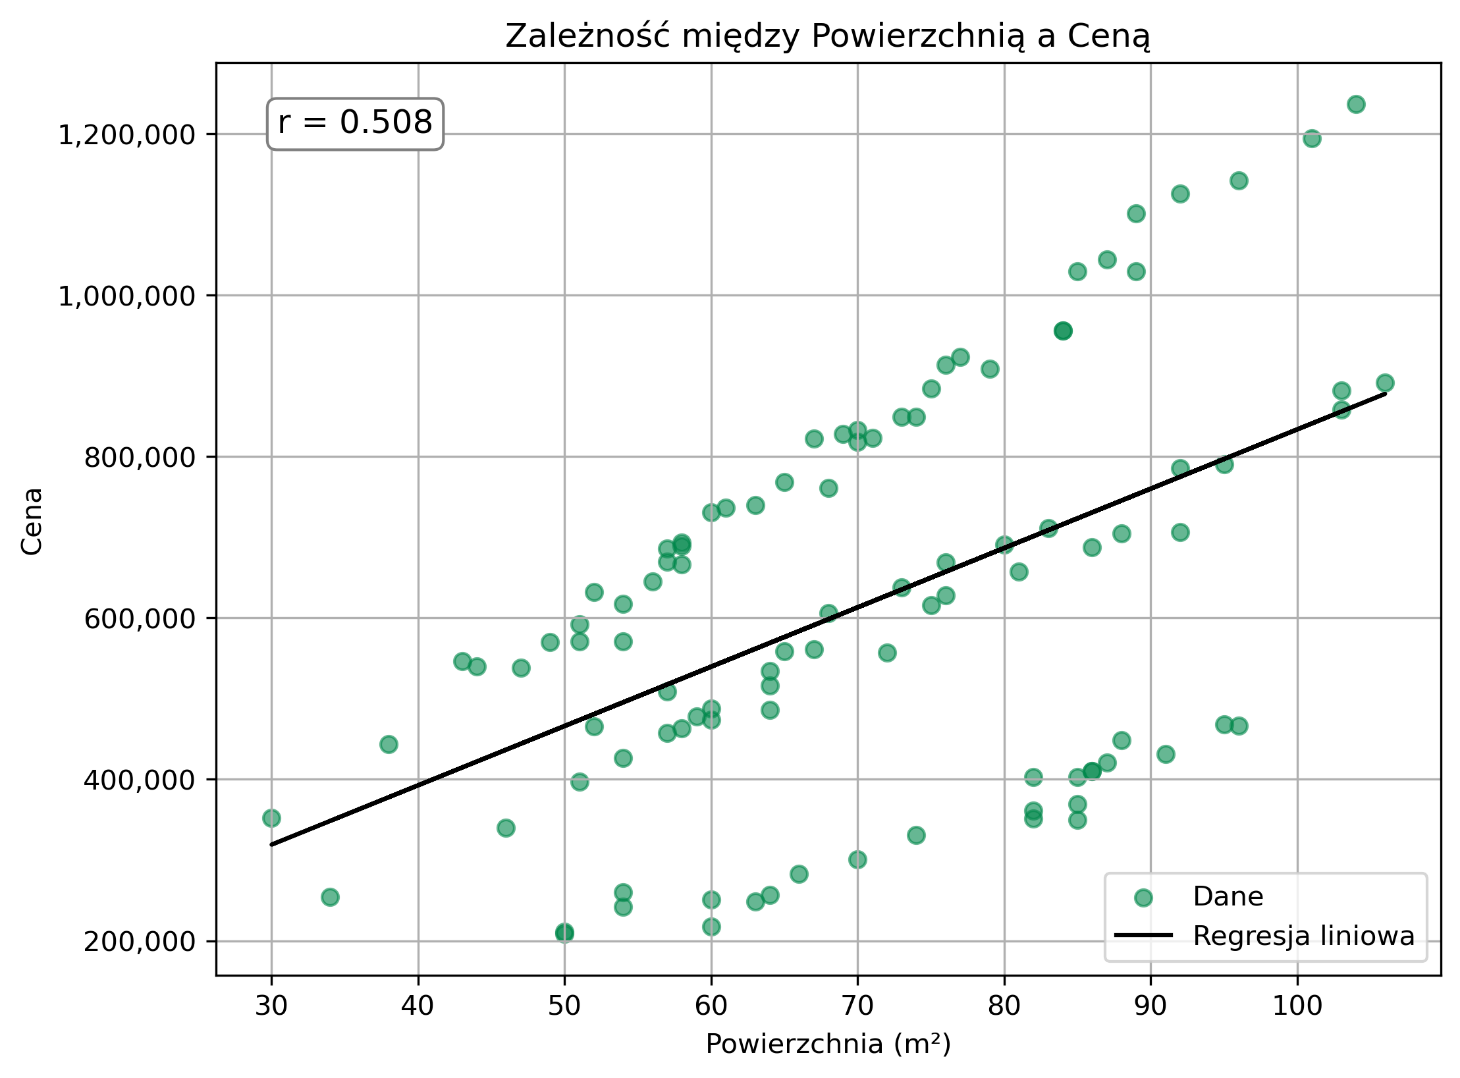 Zależność między Powierzchnią a Ceną
r = 0.508
1,200,000
1,000,000
800,000
600,000
400,000
200,000
Cena
30 40 50 60 70 80 90 100
Powierzchnia (m²)
Dane
Regresja liniowa